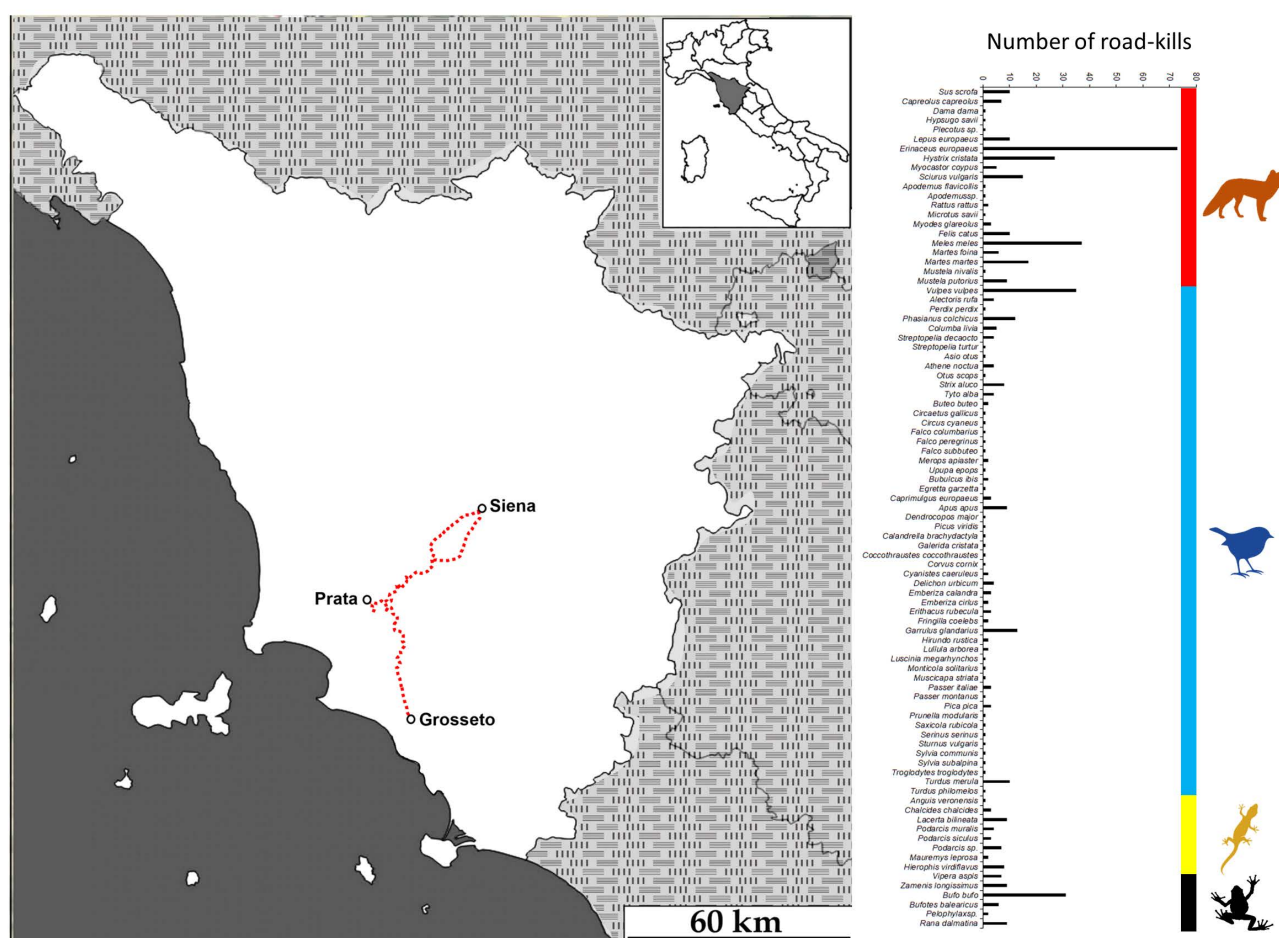 Siena
Prata
Grosseto
60 km
Number of road-kills
0 10 20 30 40 50 60 70 80
Sus scrofa
Capreolus capreolus
Dama dama
Hypsugo savii
Plecotus sp.
Lepus europaeus
Erinaceus europaeus
Hystrix cristata
Myocastor coypus
Sciurus vulgaris
Apodemus flavicollis
Apodemussp.
Rattus rattus
Microtus savii
Myodes glareolus
Felis catus
Meles meles
Martes foina
Martes martes
Mustela nivalis
Mustela putorius
Vulpes vulpes
Alectoris rufa
Perdix perdix
Phasianus colchicus
Columba livia
Streptopelia decaocto
Streptopelia turtur
Asio otus
Athene noctua
Otus scops
Strix aluco
Tyto alba
Buteo buteo
Circaetus gallicus
Circus cyaneus
Falco columbarius
Falco peregrinus
Falco subbuteo
Merops apiaster
Upupa epops
Bubulcus ibis
Egretta garzetta
Caprimulgus europaeus
Apus apus
Dendrocopos major
Picus viridis
Calandrella brachydactyla
Galerida cristata
Coccothraustes coccothraustes
Corvus cornix
Cyanistes caeruleus
Delichon urbicum
Emberiza calandra
Emberiza cirlus
Erithacus rubecula
Fringilla coelebs
Garrulus glandarius
Hirundo rustica
Lullula arborea
Luscinia megarhynchos
Monticola solitarius
Muscicapa striata
Passer italiae
Passer montanus
Pica pica
Prunella modularis
Saxicola rubicola
Serinus serinus
Sturnus vulgaris
Sylvia communis
Sylvia subalpina
Troglodytes troglodytes
Turdus merula
Turdus philomelos
Anguis veronensis
Chalcides chalcides
Lacerta bilineata
Podarcis muralis
Podarcis siculus
Podarcis sp.
Mauremys leprosa
Hierophis virdiflavus
Vipera aspis
Zamenis longissimus
Bufo bufo
Bufotes balearicus
Pelophylaxsp.
Rana dalmatina